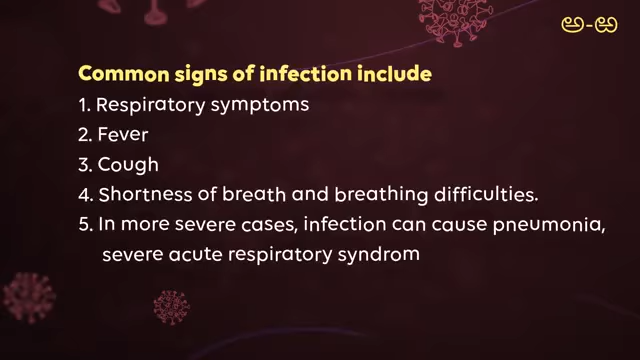 Common signs of infection include
1. Respiratory symptoms
2. Fever
3. Cough
4. Shortness of breath and breathing difficulties.
5. In more severe cases, infection can cause pneumonia,
severe acute respiratory syndrom